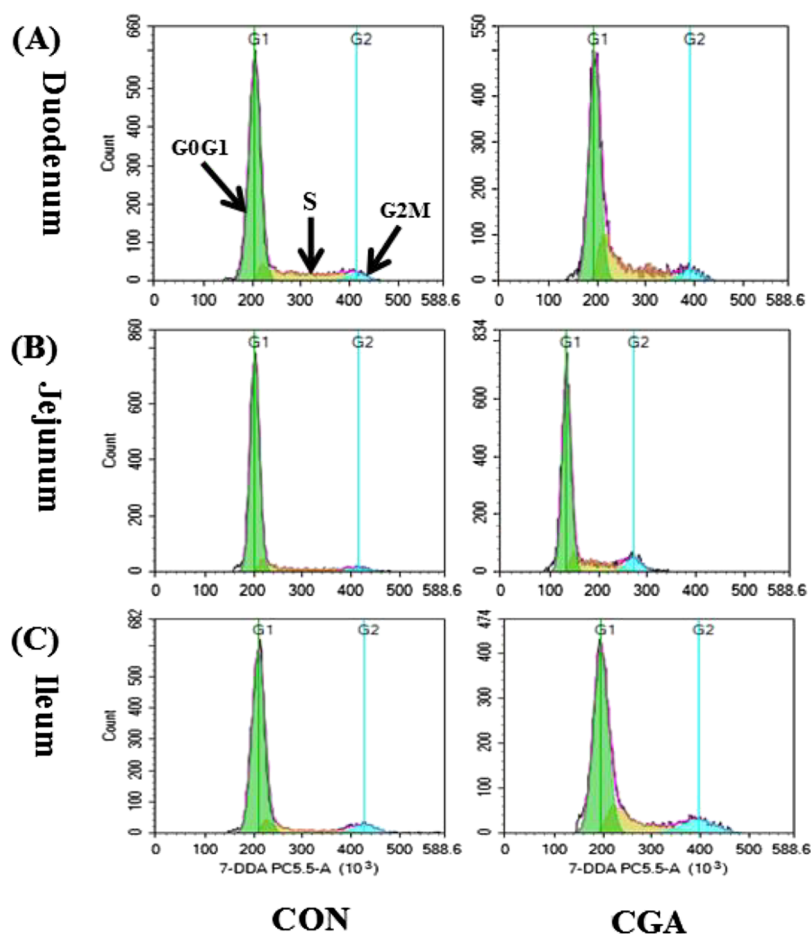 (A)
Duodenum
660
G1 G2
Count
500
400
300
200
100
0
G0G1
S
G2M
0 100 200 300 400 500 588.6
550
G1 G2
400
300
200
100
0
0 100 200 300 400 500 588.6
(B)
Jejunum
860
G1 G2
Count
600
400
200
0
0 100 200 300 400 500 588.6
834
G1 G2
600
400
200
0
0 100 200 300 400 500 588.6
(C)
Ileum
682
G1 G2
Count
500
400
300
200
100
0
0 100 200 300 400 500 588.6
7-DDA PC5.5-A (10³)
474
G1 G2
400
300
200
100
0
0 100 200 300 400 500 588.6
7-DDA PC5.5-A (10³)
CON
CGA